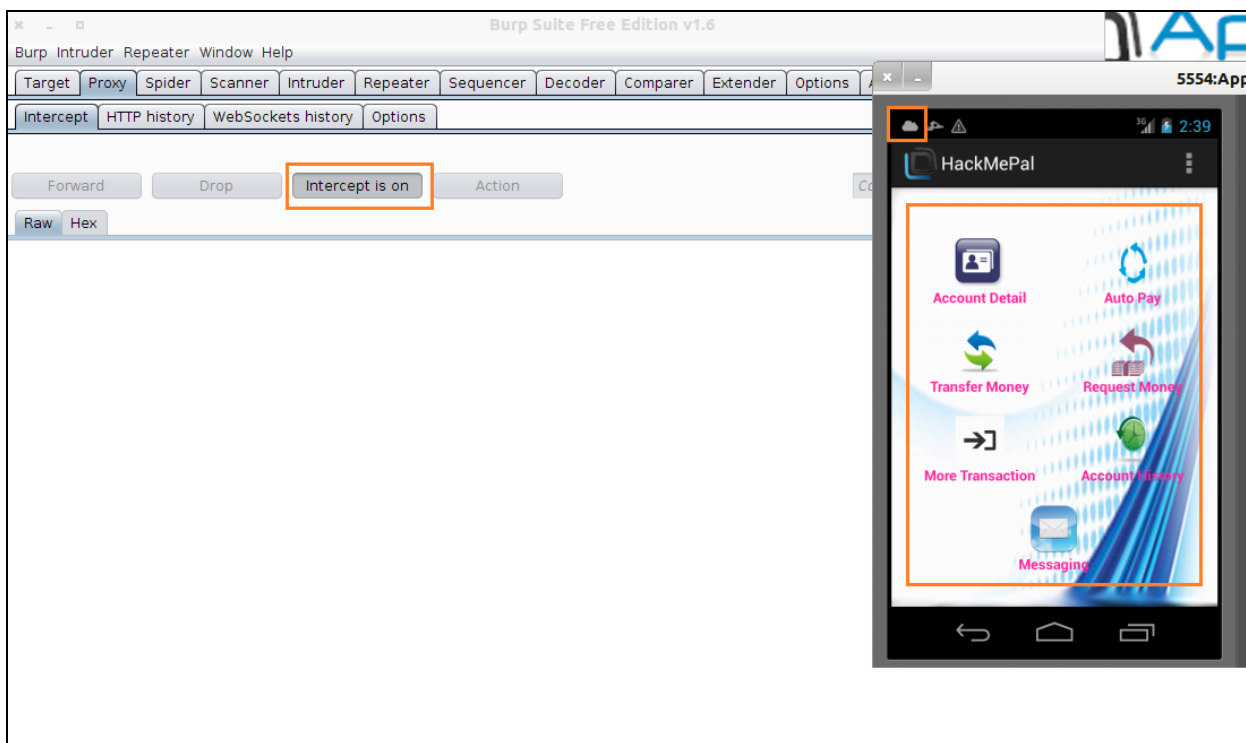 Burp Suite Free Edition v1.6
Burp Intruder Repeater Window Help
Target Proxy Spider Scanner Intruder Repeater Sequencer Decoder Comparer Extender Options
Intercept HTTP history WebSockets history Options
Forward Drop Intercept is on Action
Raw Hex
Ap
5554:App
3G 2:39
HackMePal
Account Detail Auto Pay
Transfer Money Request Money
More Transaction Account History
Messaging